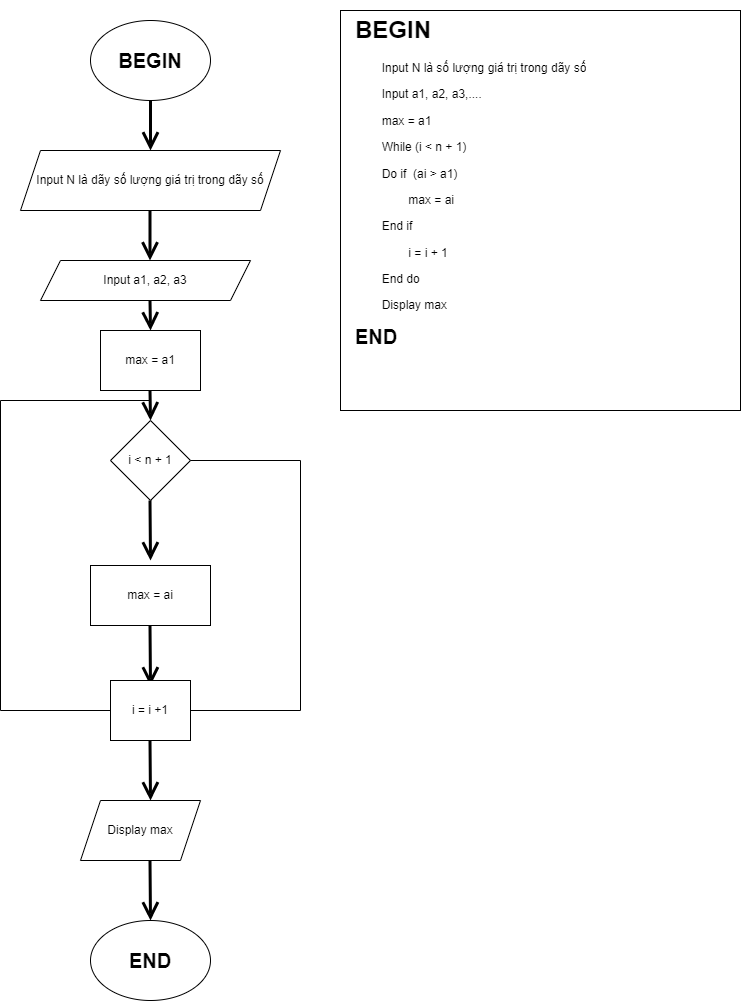 BEGIN
Input N là dãy số lượng giá trị trong dãy số
Input a1, a2, a3
max = a1
i < n + 1
max = ai
i = i +1
Display max
END
BEGIN
Input N là số lượng giá trị trong dãy số
Input a1, a2, a3,....
max = a1
While (i < n + 1)
Do if (ai > a1)
max = ai
End if
i = i + 1
End do
Display max
END